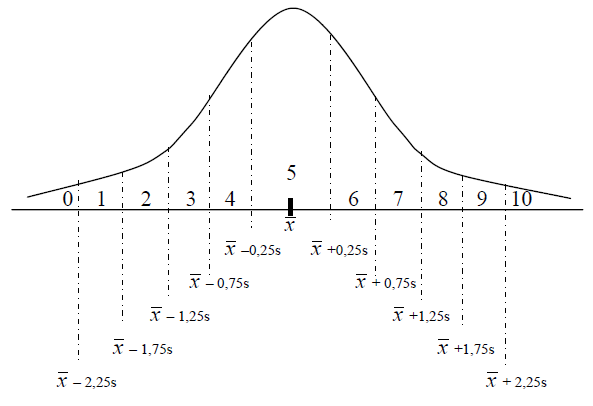 5
0 1 2 3 4 6 7 8 9 10
x̅
x̅ –0,25s x̅ +0,25s
x̅ – 0,75s x̅ + 0,75s
x̅ – 1,25s x̅ +1,25s
x̅ – 1,75s x̅ +1,75s
x̅ – 2,25s x̅ + 2,25s